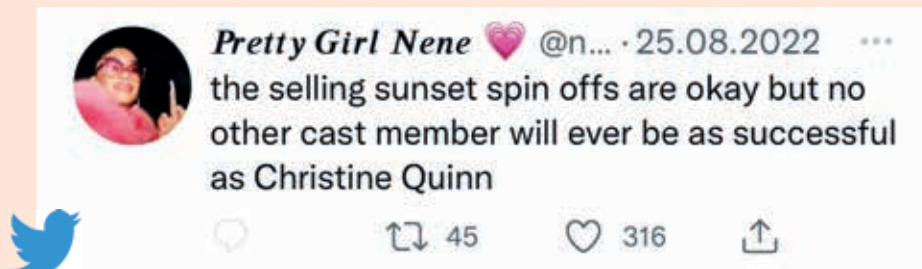 Pretty Girl Nene 💗 @n... · 25.08.2022 ...
the selling sunset spin offs are okay but no
other cast member will ever be as successful
as Christine Quinn
45 316